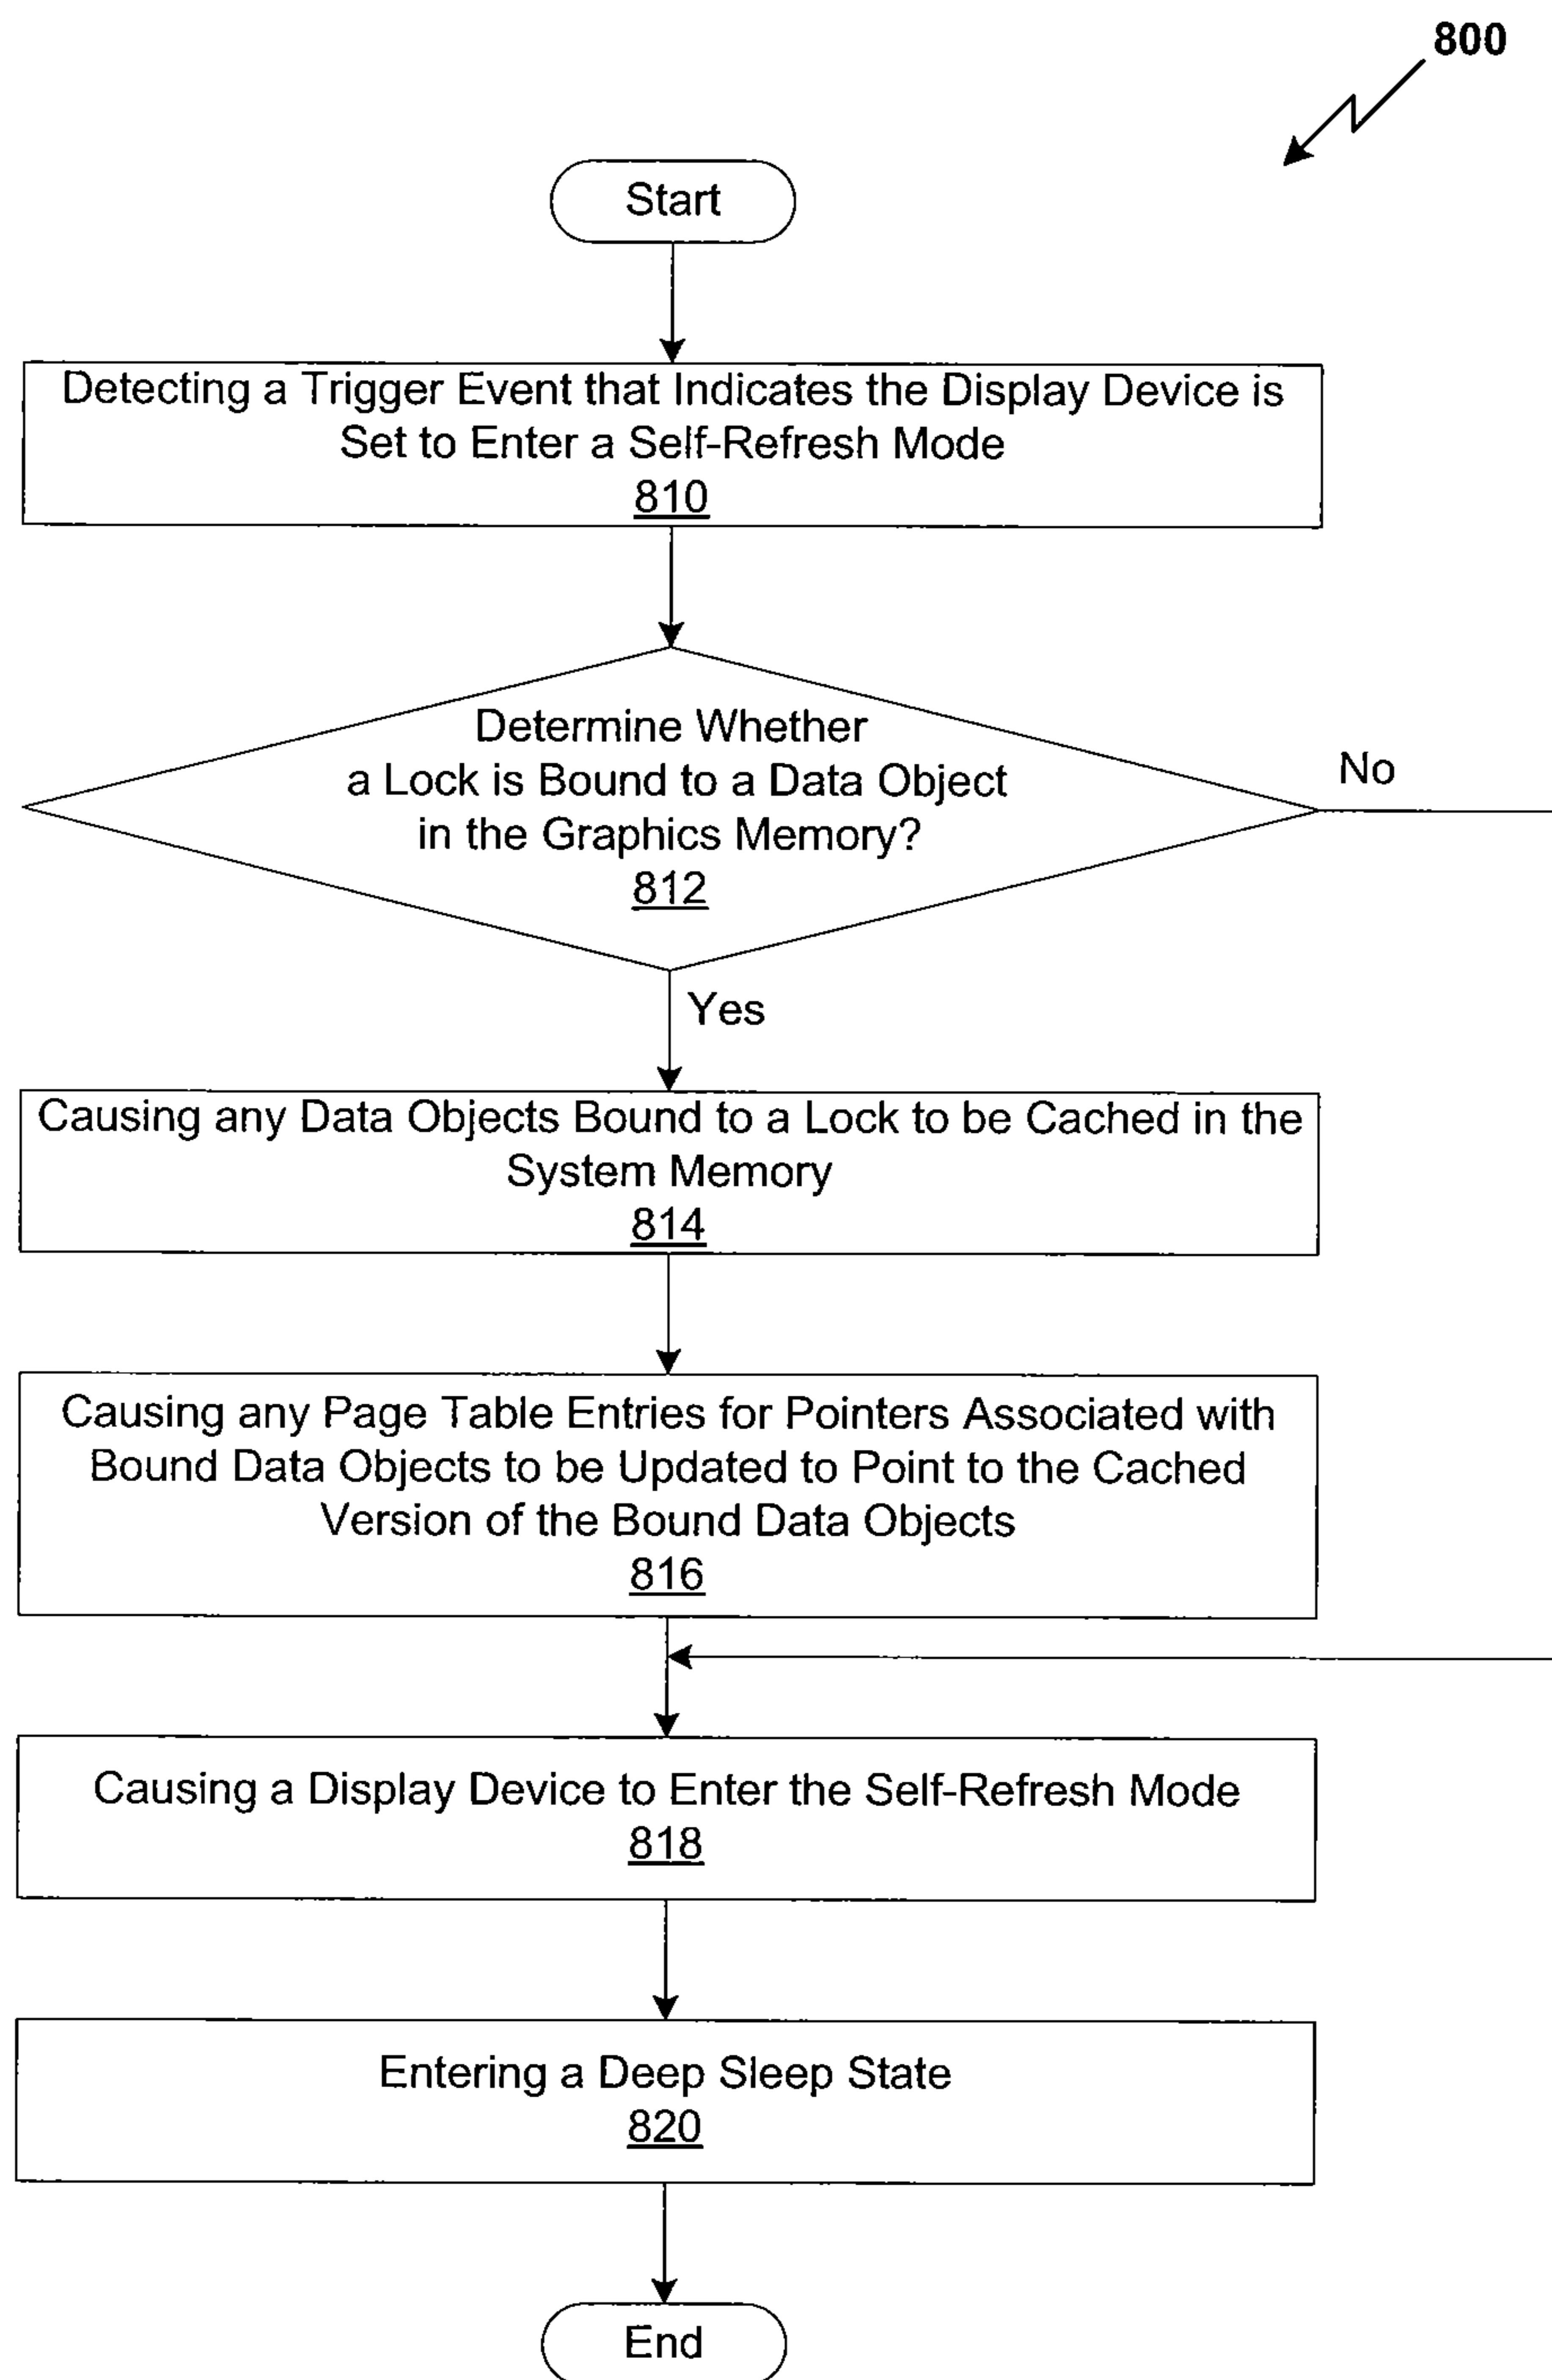 800
Start
Detecting a Trigger Event that Indicates the Display Device is
Set to Enter a Self-Refresh Mode
810
Determine Whether
a Lock is Bound to a Data Object
in the Graphics Memory?
812
No
Yes
Causing any Data Objects Bound to a Lock to be Cached in the
System Memory
814
Causing any Page Table Entries for Pointers Associated with
Bound Data Objects to be Updated to Point to the Cached
Version of the Bound Data Objects
816
Causing a Display Device to Enter the Self-Refresh Mode
818
Entering a Deep Sleep State
820
End